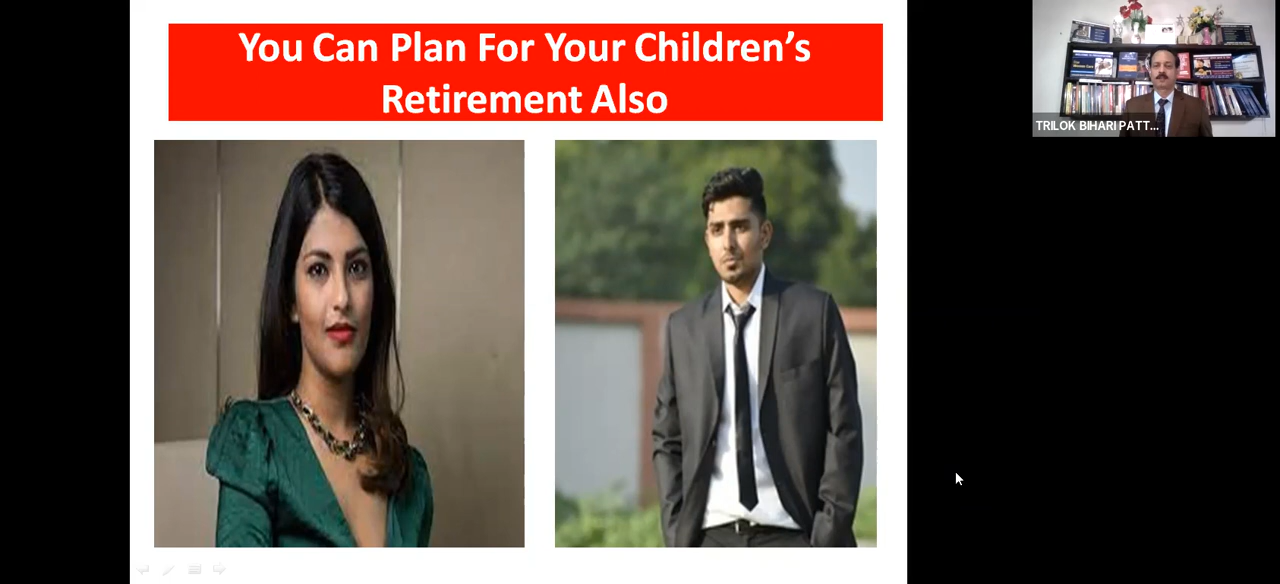 You Can Plan For Your Children’s
Retirement Also
TRILOK BIHARI PATT...